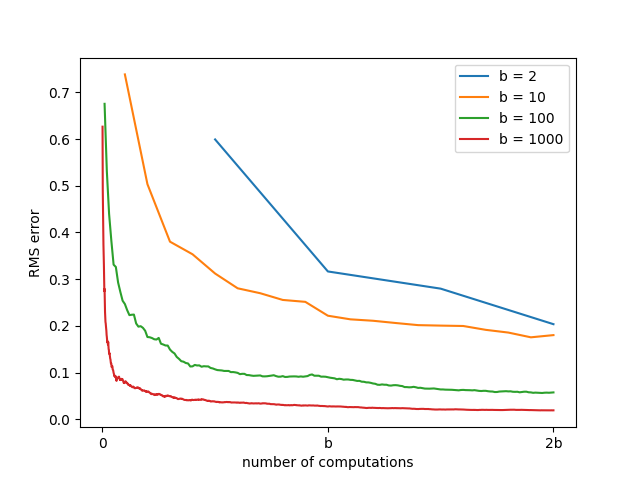 b = 2
b = 10
b = 100
b = 1000
RMS error
0.7
0.6
0.5
0.4
0.3
0.2
0.1
0.0
0 b 2b
number of computations